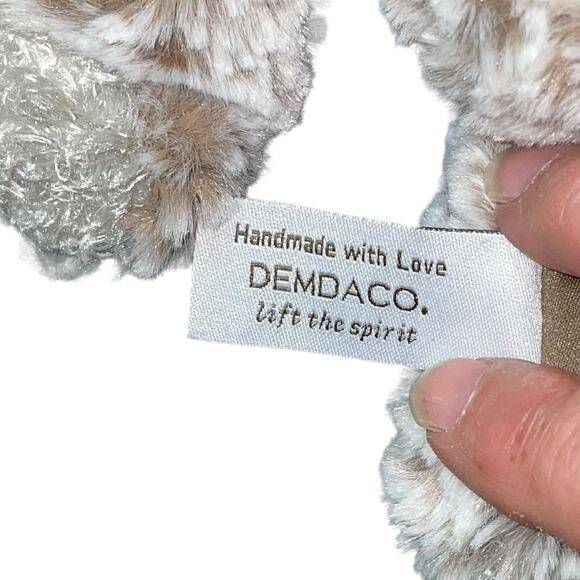 Handmade with Love
DEMDACO.
lift the spirit